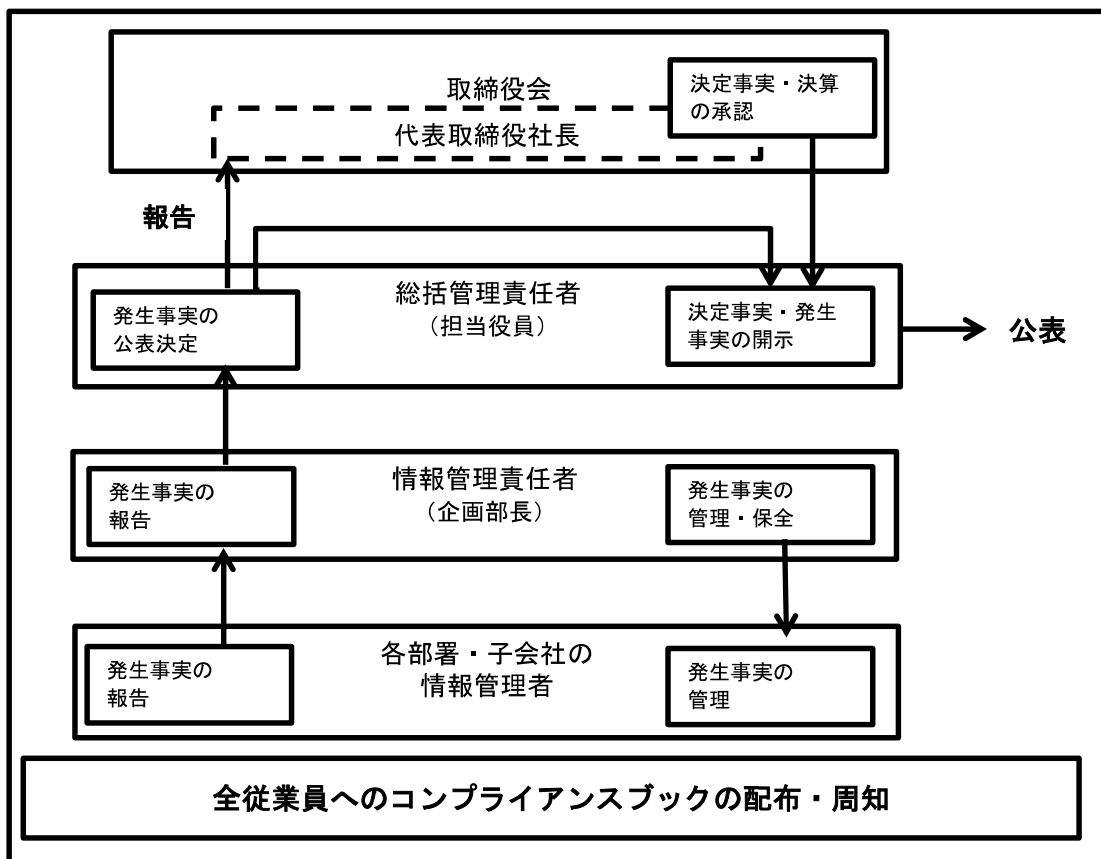 取締役会
代表取締役社長
決定事実・決算
の承認
報告
総括管理責任者
（担当役員）
発生事実の
公表決定
決定事実・発生
事実の開示
公表
情報管理責任者
（企画部長）
発生事実の
報告
発生事実の
管理・保全
各部署・子会社の
情報管理者
発生事実の
報告
発生事実の
管理
全従業員へのコンプライアンスブックの配布・周知